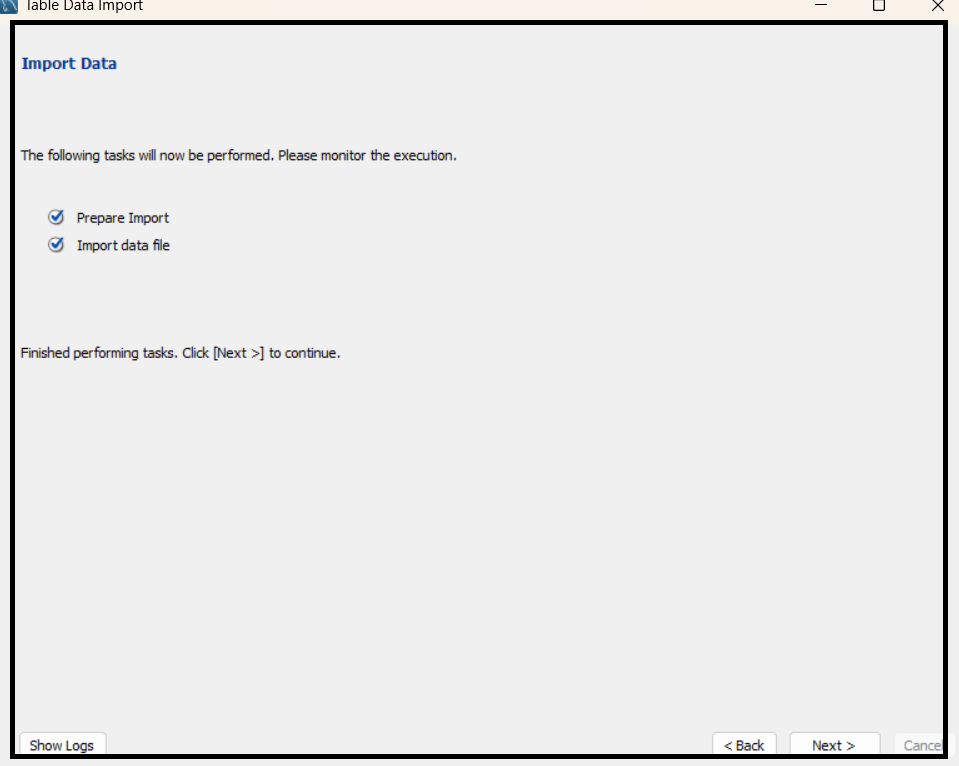 Table Data Import
Import Data
The following tasks will now be performed. Please monitor the execution.
Prepare Import
Import data file
Finished performing tasks. Click [Next >] to continue.
Show Logs
< Back
Next >
Cancel